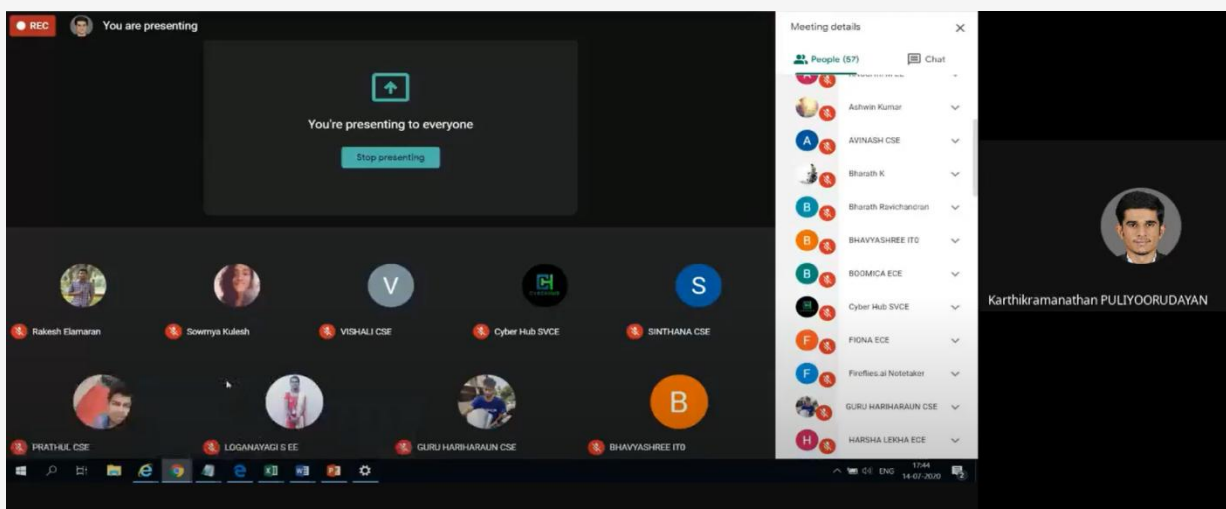 REC
You are presenting
You're presenting to everyone
Stop presenting
Rakesh Elamaran
Sowmya Kulesh
V
VISHALI CSE
Cyber Hub SVCE
S
SINTHANA CSE
PRATHUL CSE
LOGANAYAGI S EE
GURU HARIHARAUN CSE
B
BHAVYASHREE IT0
Meeting details
People (57)
Chat
Ashwin Kumar
A
AVINASH CSE
Bharath K
B
Bharath Ravichandran
B
BHAVYASHREE IT0
B
BOOMICA ECE
Cyber Hub SVCE
F
FIONA ECE
F
Fireflies.ai Notetaker
GURU HARIHARAUN CSE
H
HARSHA LEKHA ECE
ENG
17:44
14-07-2020
2
Karthikramanathan PULIYOORUDAYAN